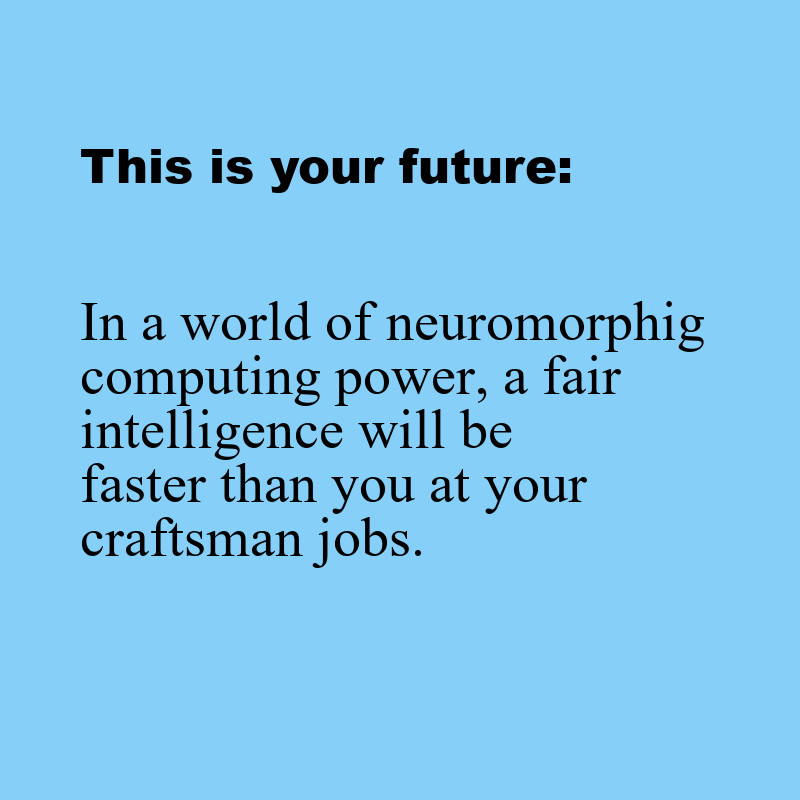 This is your future:
In a world of neuromorphig
computing power, a fair
intelligence will be
faster than you at your
craftsman jobs.